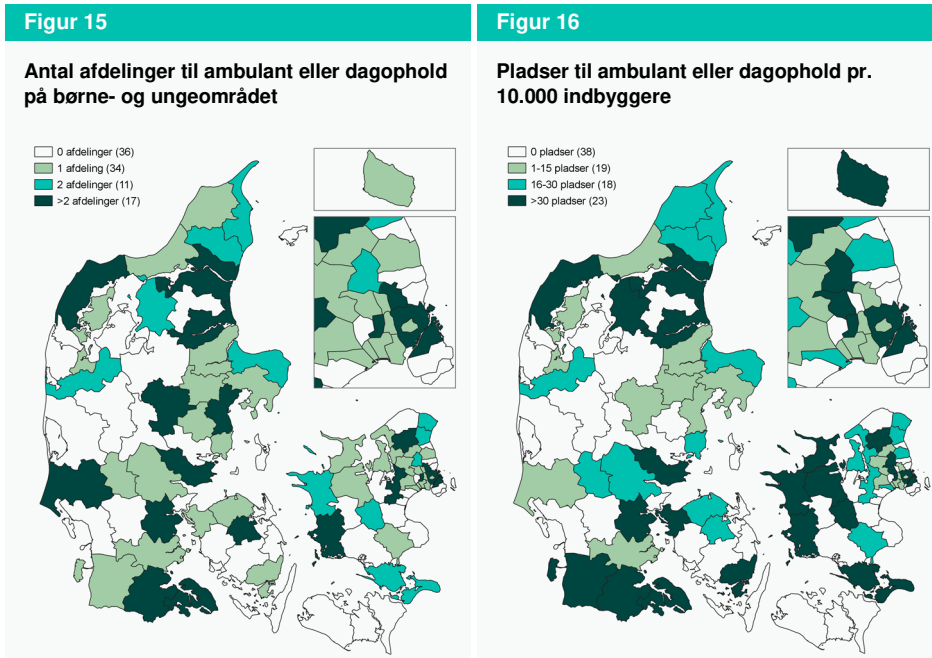 Figur 15
Antal afdelinger til ambulant eller dagophold
på børne- og ungeområdet
0 afdelinger (36)
1 afdeling (34)
2 afdelinger (11)
>2 afdelinger (17)
Figur 16
Pladser til ambulant eller dagophold pr.
10.000 indbyggere
0 pladser (38)
1-15 pladser (19)
16-30 pladser (18)
>30 pladser (23)